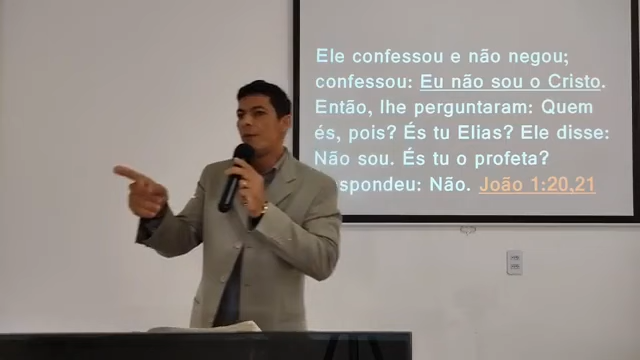 Ele confessou e não negou;
confessou: Eu não sou o Cristo.
Então, lhe perguntaram: Quem
és, pois? És tu Elias? Ele disse:
Não sou. És tu o profeta?
spondeu: Não. João 1:20,21